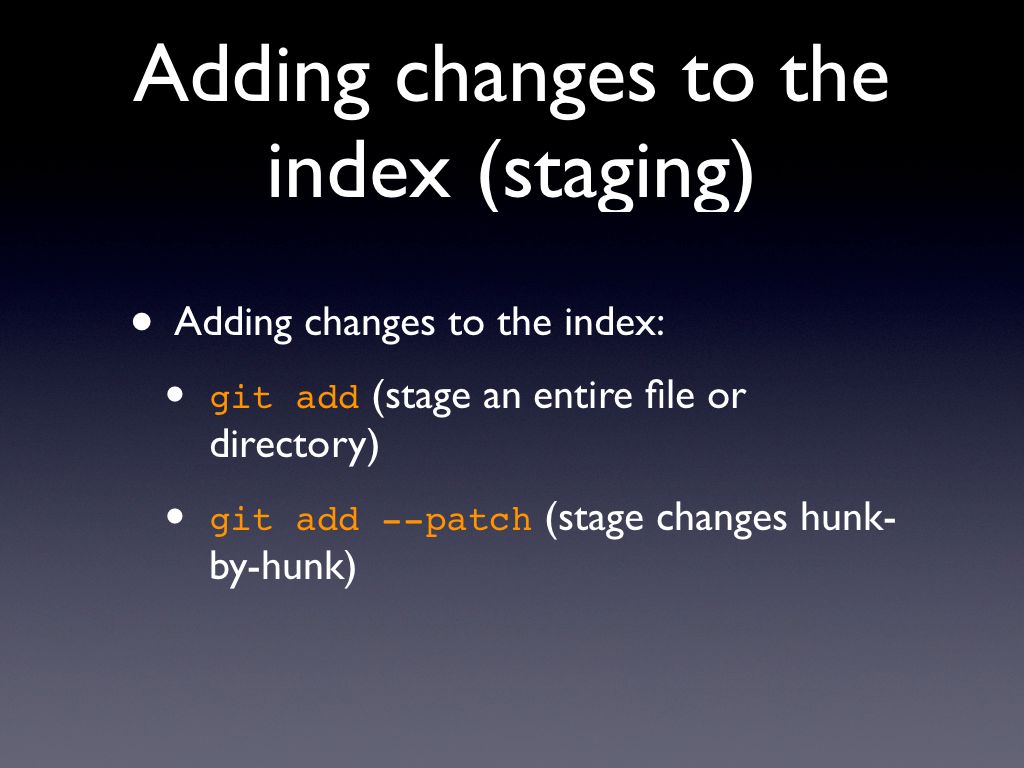 Adding changes to the
index (staging)
• Adding changes to the index:
• git add (stage an entire file or
directory)
• git add --patch (stage changes hunk-
by-hunk)